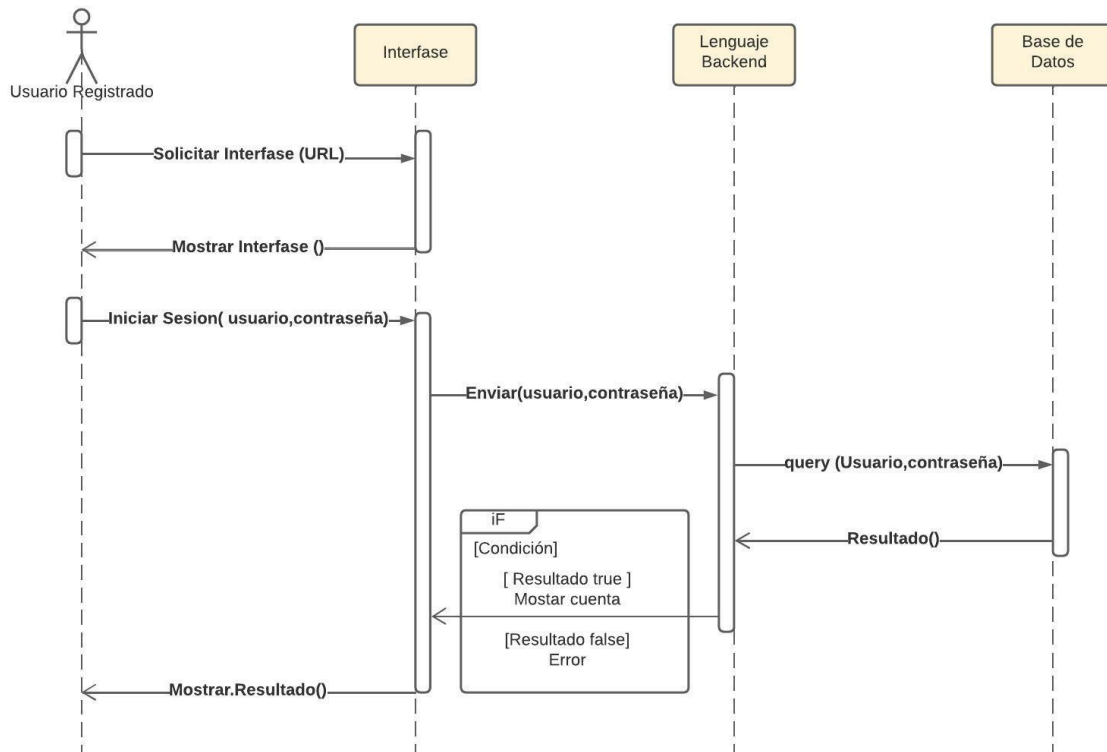 Usuario Registrado
Interfase
Lenguaje
Backend
Base de
Datos
Solicitar Interfase (URL)
Mostrar Interfase ()
Iniciar Sesion( usuario,contraseña)
Enviar(usuario,contraseña)
query (Usuario,contraseña)
Resultado()
iF
[Condición]
[ Resultado true ]
Mostar cuenta
[Resultado false]
Error
Mostrar.Resultado()